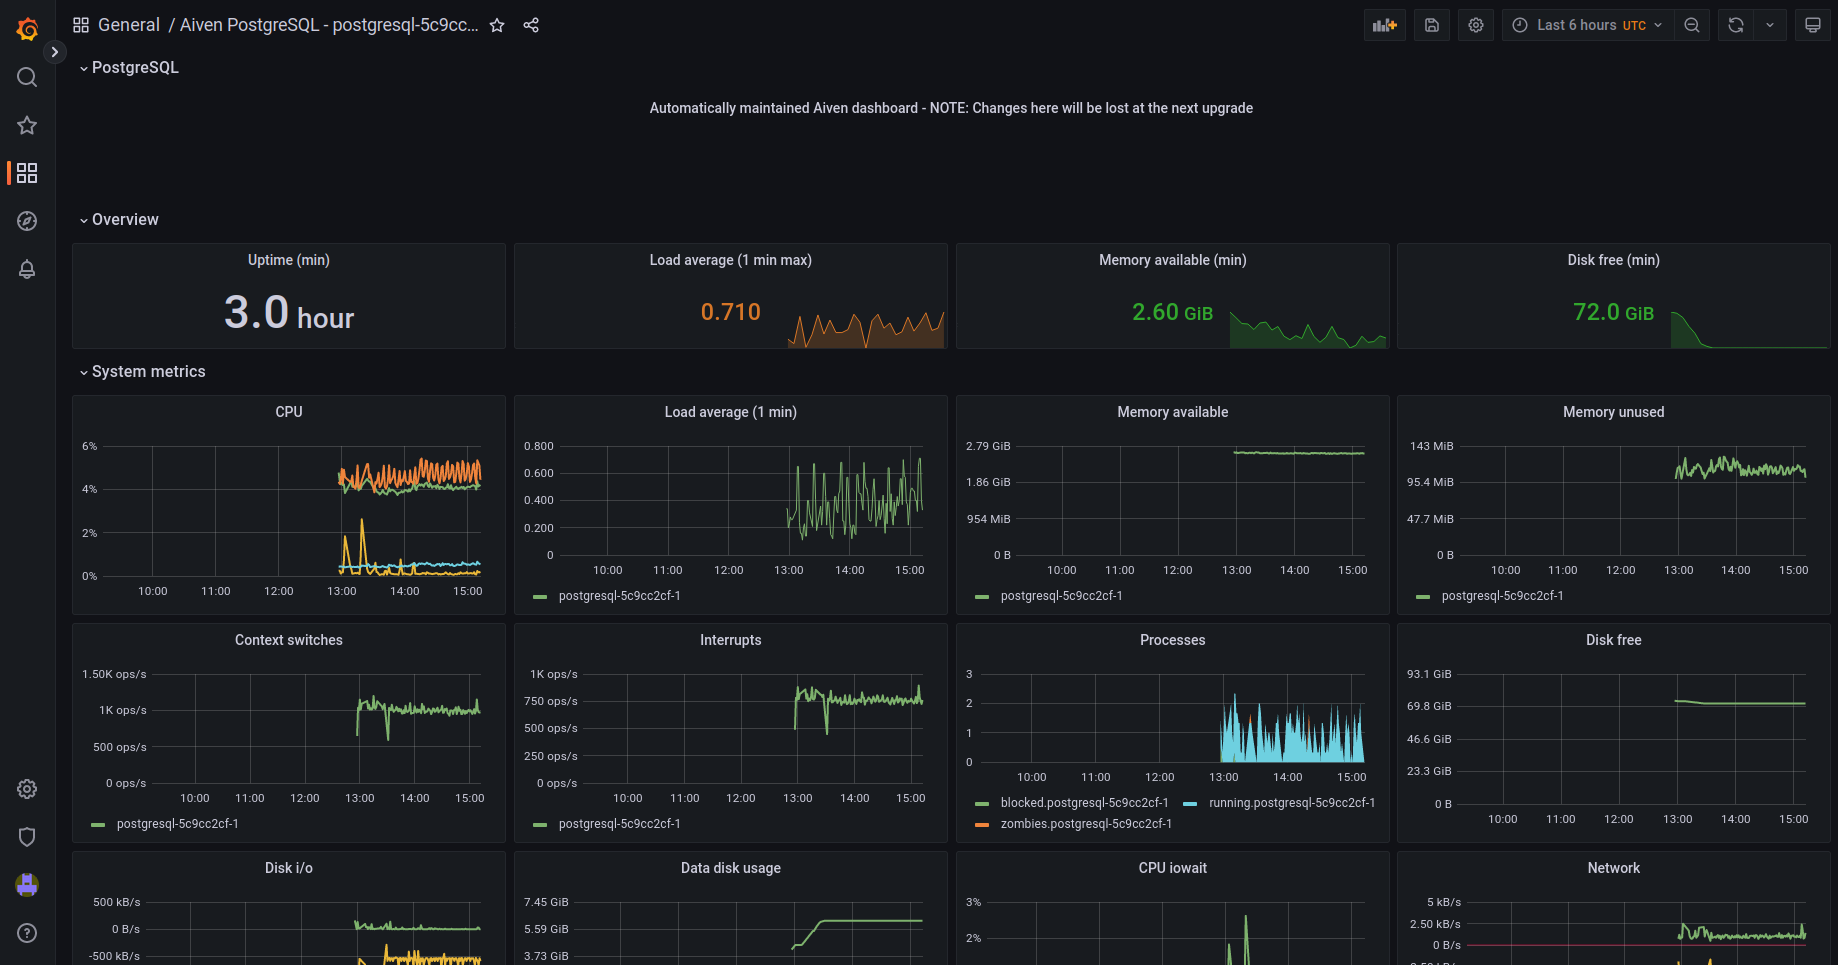 General / Aiven PostgreSQL - postgresql-5c9cc...
Last 6 hours UTC
PostgreSQL
Automatically maintained Aiven dashboard - NOTE: Changes here will be lost at the next upgrade
Overview
Uptime (min)
3.0 hour
Load average (1 min max)
0.710
Memory available (min)
2.60 GiB
Disk free (min)
72.0 GiB
System metrics
CPU
6%
4%
2%
0%
10:00 11:00 12:00 13:00 14:00 15:00
Load average (1 min)
0.800
0.600
0.400
0.200
0
10:00 11:00 12:00 13:00 14:00 15:00
postgresql-5c9cc2cf-1
Memory available
2.79 GiB
1.86 GiB
954 MiB
0 B
10:00 11:00 12:00 13:00 14:00 15:00
postgresql-5c9cc2cf-1
Memory unused
143 MiB
95.4 MiB
47.7 MiB
0 B
10:00 11:00 12:00 13:00 14:00 15:00
postgresql-5c9cc2cf-1
Context switches
1.50K ops/s
1K ops/s
500 ops/s
0 ops/s
10:00 11:00 12:00 13:00 14:00 15:00
postgresql-5c9cc2cf-1
Interrupts
1K ops/s
750 ops/s
500 ops/s
250 ops/s
0 ops/s
10:00 11:00 12:00 13:00 14:00 15:00
postgresql-5c9cc2cf-1
Processes
3
2
1
0
10:00 11:00 12:00 13:00 14:00 15:00
blocked.postgresql-5c9cc2cf-1 running.postgresql-5c9cc2cf-1
zombies.postgresql-5c9cc2cf-1
Disk free
93.1 GiB
69.8 GiB
46.6 GiB
23.3 GiB
0 B
10:00 11:00 12:00 13:00 14:00 15:00
Disk i/o
500 kB/s
0 B/s
-500 kB/s
Data disk usage
7.45 GiB
5.59 GiB
3.73 GiB
CPU iowait
3%
2%
Network
5 kB/s
2.50 kB/s
0 B/s